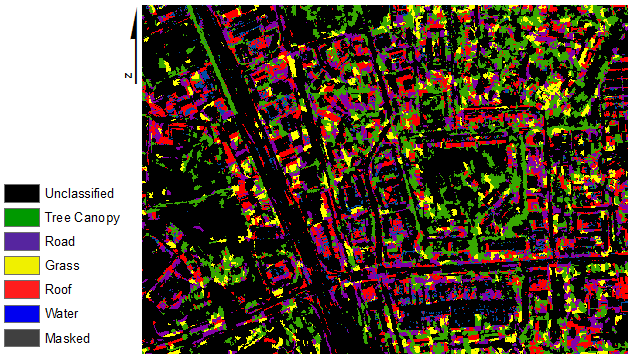 N
Unclassified
Tree Canopy
Road
Grass
Roof
Water
Masked